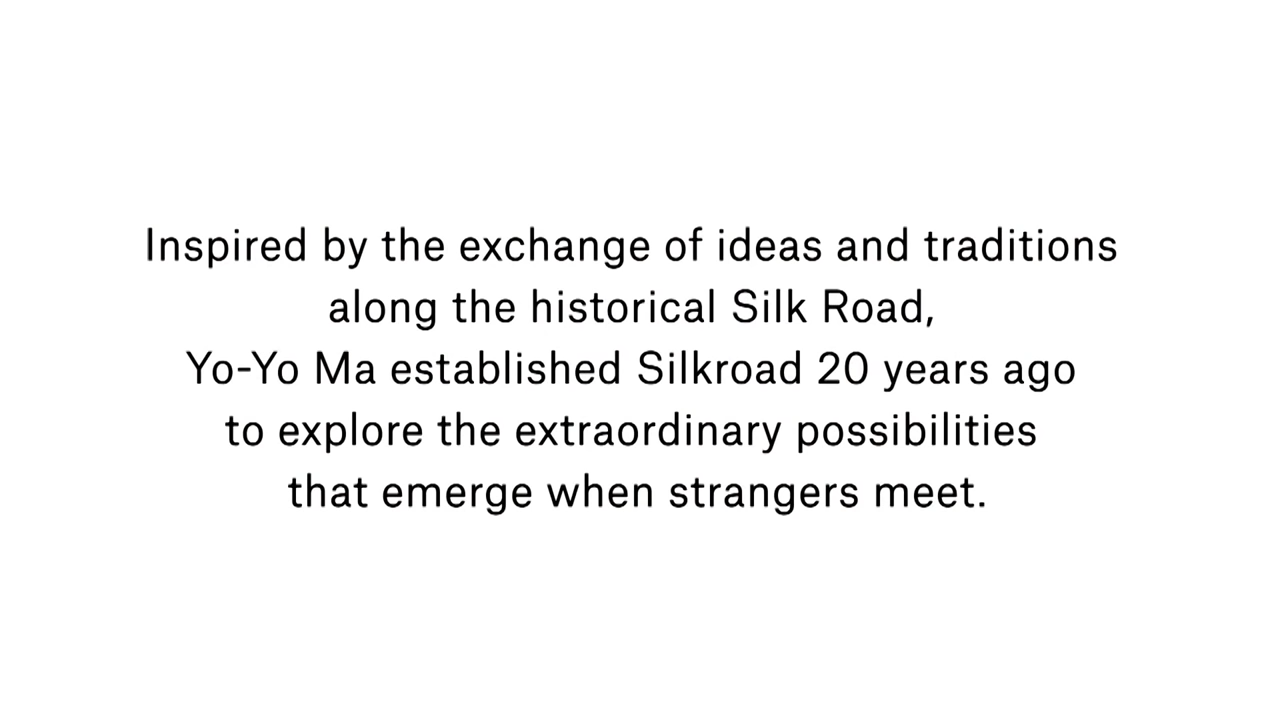 Inspired by the exchange of ideas and traditions
along the historical Silk Road,
Yo-Yo Ma established Silkroad 20 years ago
to explore the extraordinary possibilities
that emerge when strangers meet.